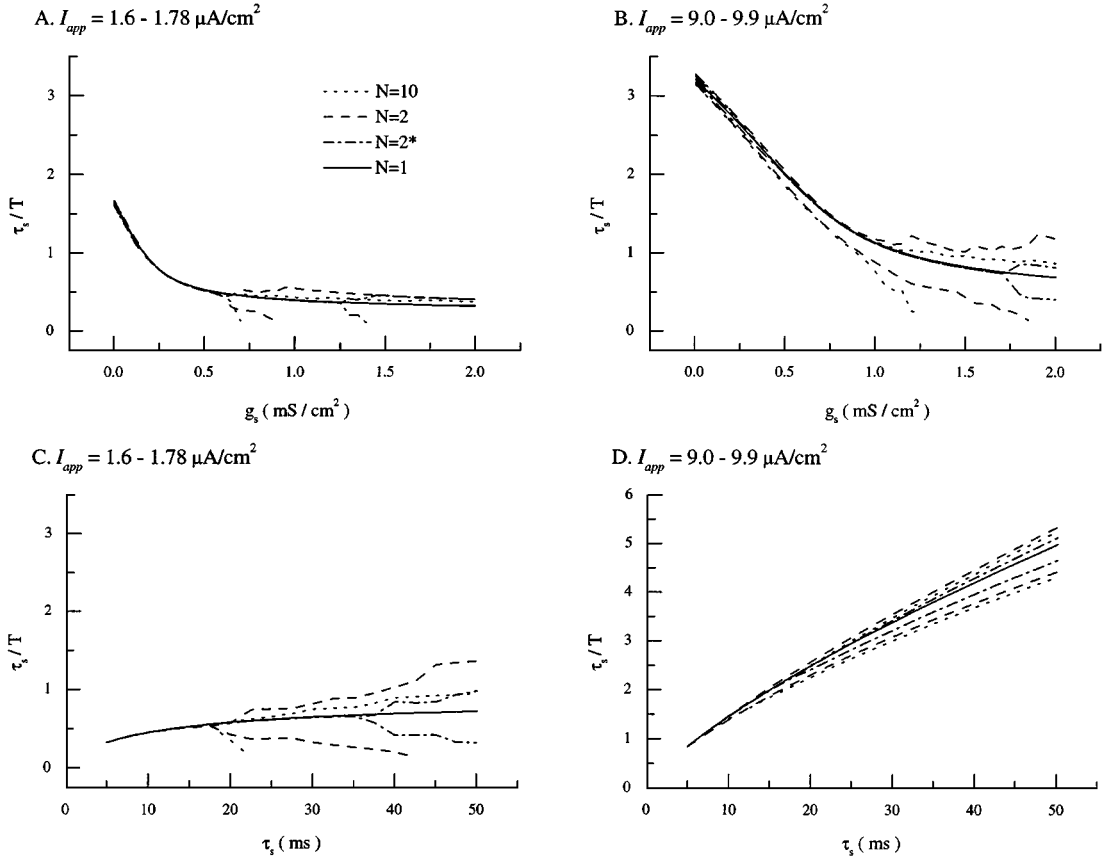 A. I_app = 1.6 - 1.78 μA/cm²
3
2
1
0
τ_s / T
N=10
N=2
N=2*
N=1
0.0 0.5 1.0 1.5 2.0
g_s ( mS / cm²)
B. I_app = 9.0 - 9.9 μA/cm²
3
2
1
0
τ_s / T
0.0 0.5 1.0 1.5 2.0
g_s ( mS / cm²)
C. I_app = 1.6 - 1.78 μA/cm²
3
2
1
0
τ_s / T
0 10 20 30 40 50
τ_s ( ms )
D. I_app = 9.0 - 9.9 μA/cm²
6
5
4
3
2
1
0
τ_s / T
0 10 20 30 40 50
τ_s ( ms )